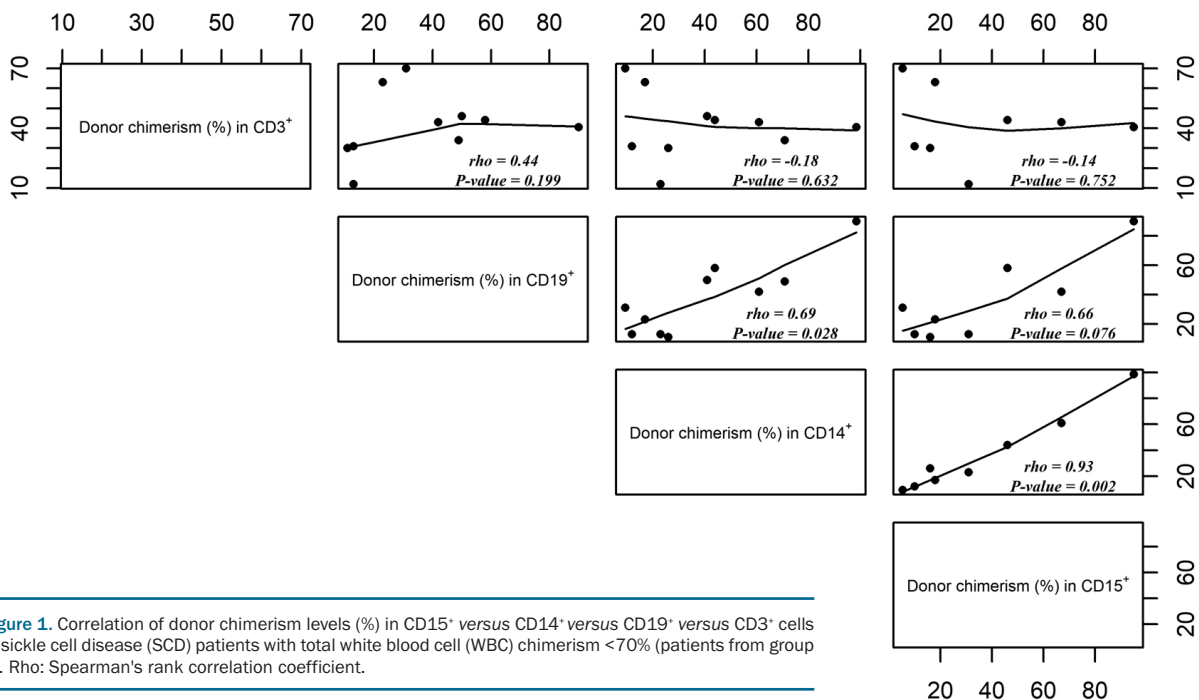 10 30 50 70 20 40 60 80 20 40 60 80 20 40 60 80
70
40
10
Donor chimerism (%) in CD3⁺
rho = 0.44
P-value = 0.199
rho = -0.18
P-value = 0.632
rho = -0.14
P-value = 0.752
70
40
10
Donor chimerism (%) in CD19⁺
rho = 0.69
P-value = 0.028
rho = 0.66
P-value = 0.076
60
20
Donor chimerism (%) in CD14⁺
rho = 0.93
P-value = 0.002
60
20
Donor chimerism (%) in CD15⁺
60
20
20 40 60 80
gure 1. Correlation of donor chimerism levels (%) in CD15⁺ versus CD14⁺ versus CD19⁺ versus CD3⁺ cells
sickle cell disease (SCD) patients with total white blood cell (WBC) chimerism <70% (patients from group
. Rho: Spearman's rank correlation coefficient.